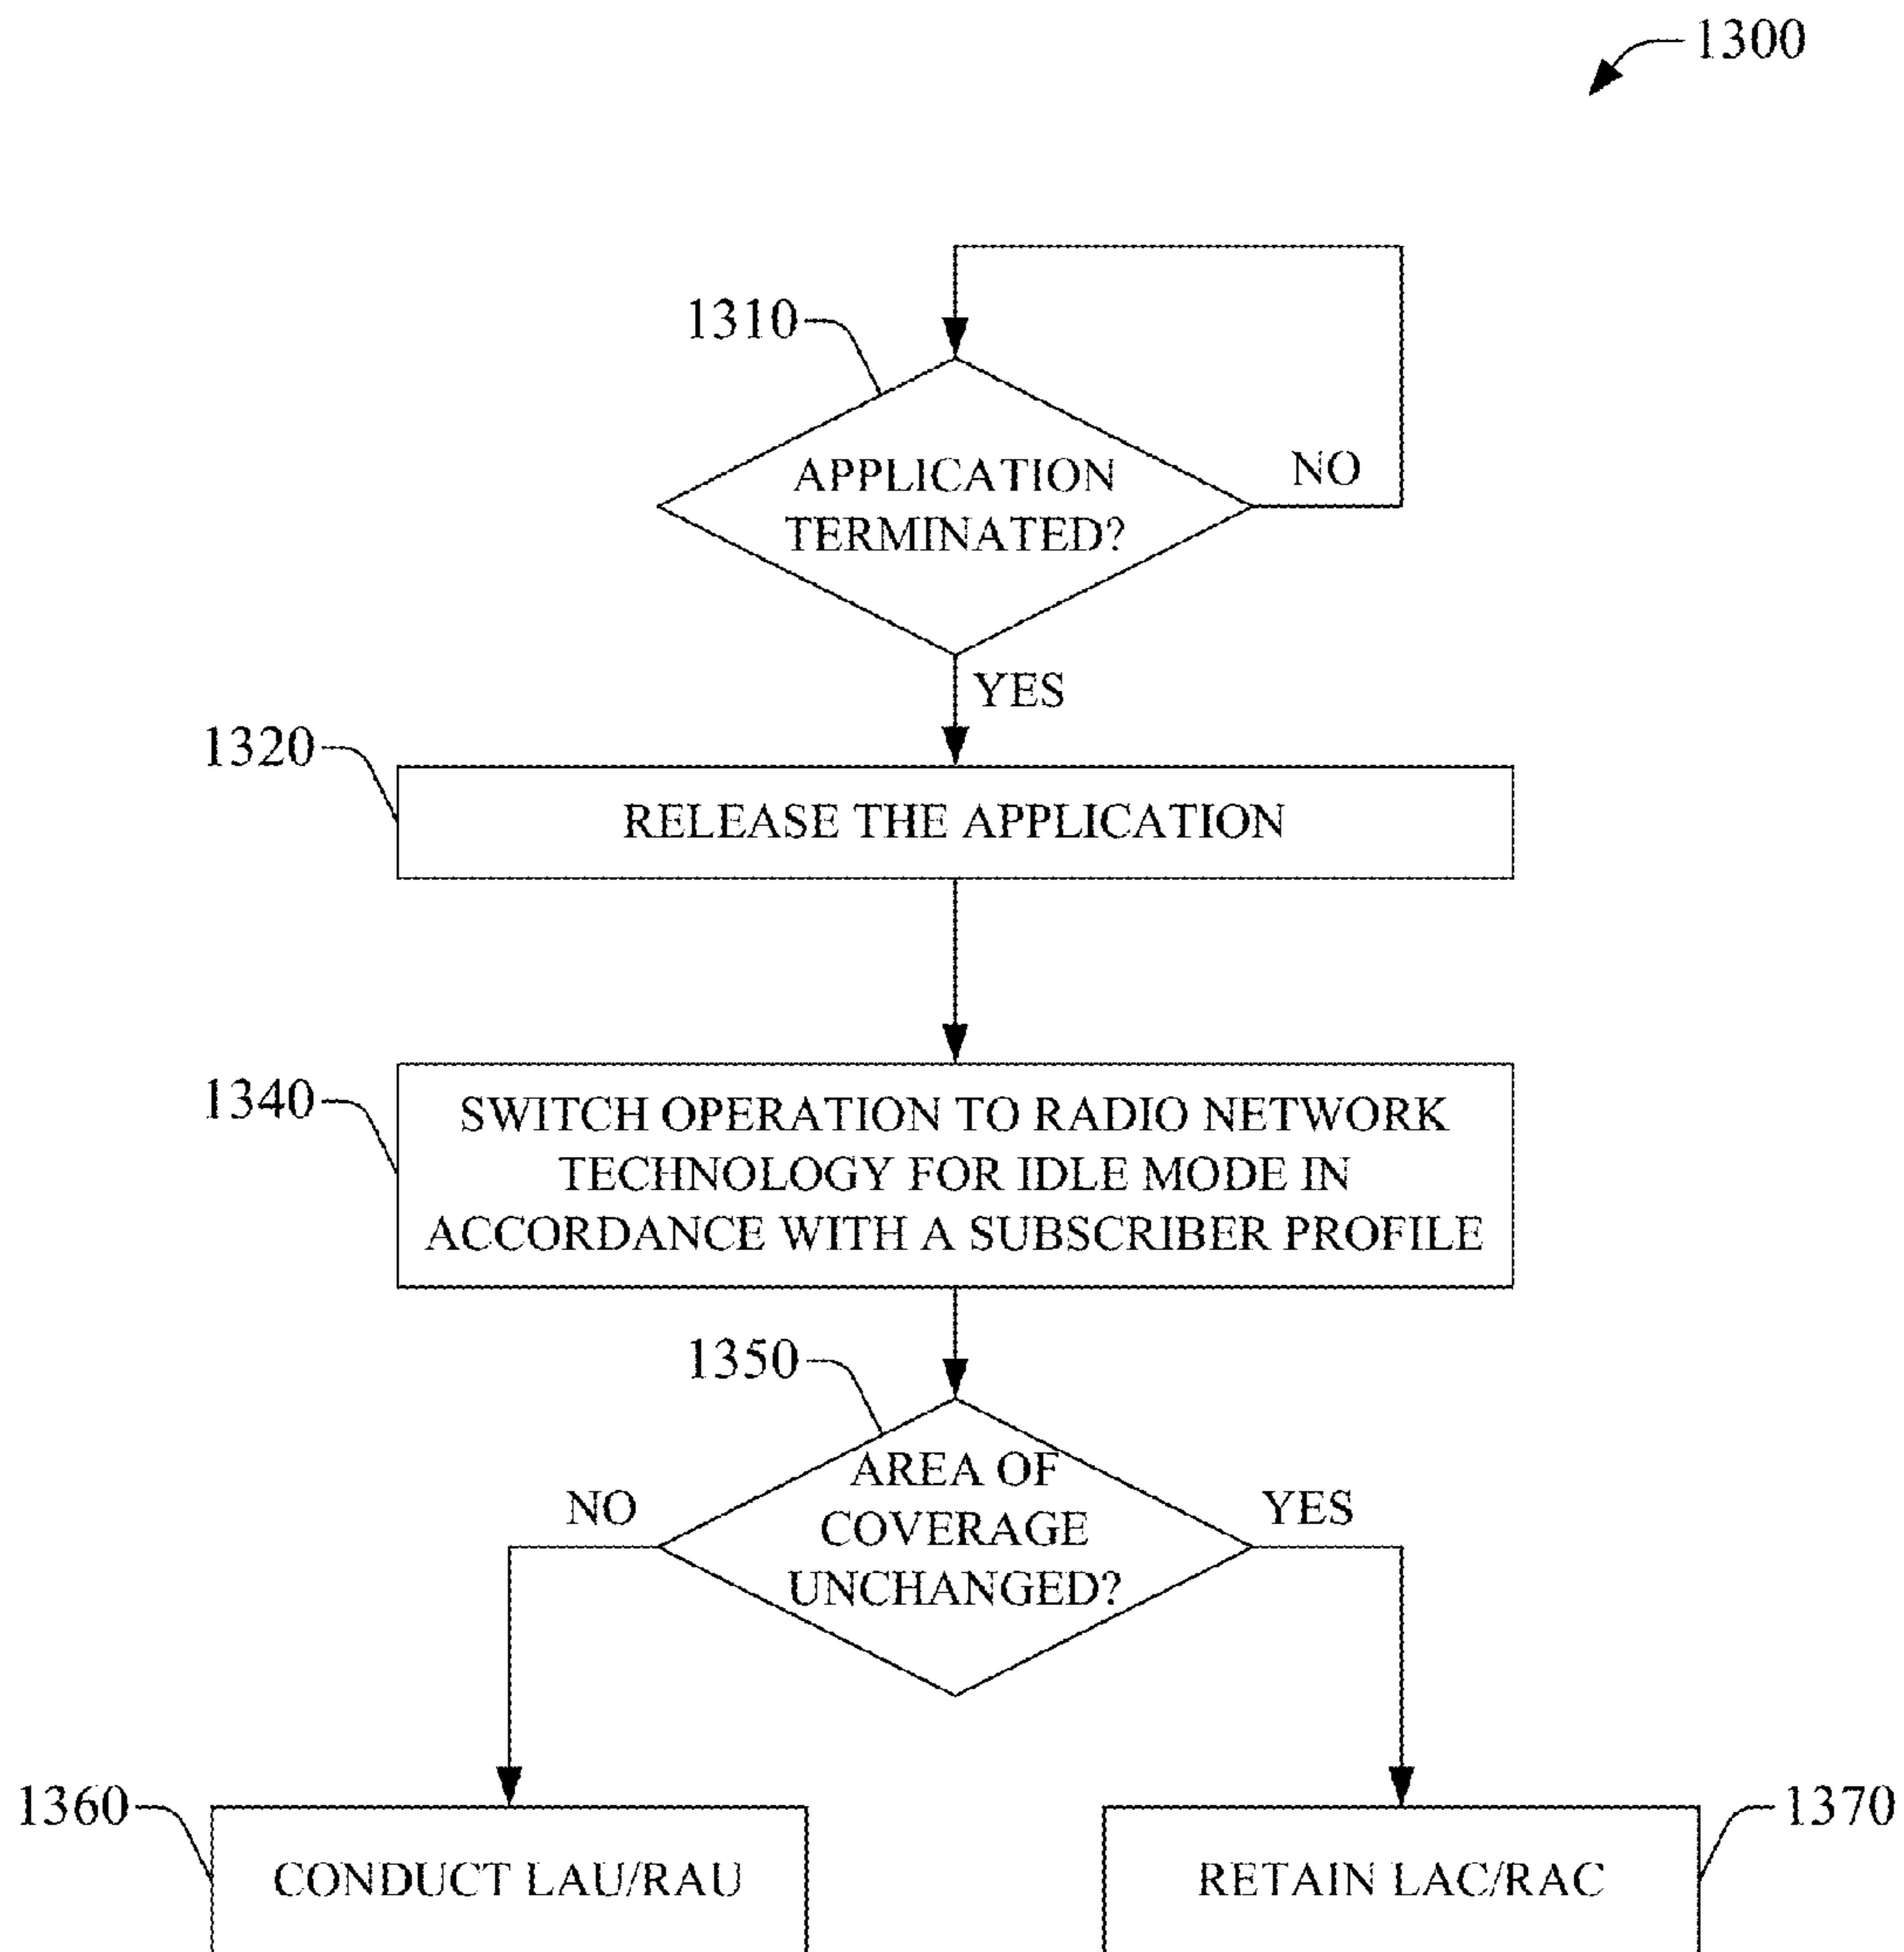 1300
1310
APPLICATION
TERMINATED?
NO
YES
1320
RELEASE THE APPLICATION
1340
SWITCH OPERATION TO RADIO NETWORK
TECHNOLOGY FOR IDLE MODE IN
ACCORDANCE WITH A SUBSCRIBER PROFILE
1350
AREA OF
COVERAGE
UNCHANGED?
NO
YES
1360
CONDUCT LAU/RAU
RETAIN LAC/RAC
1370